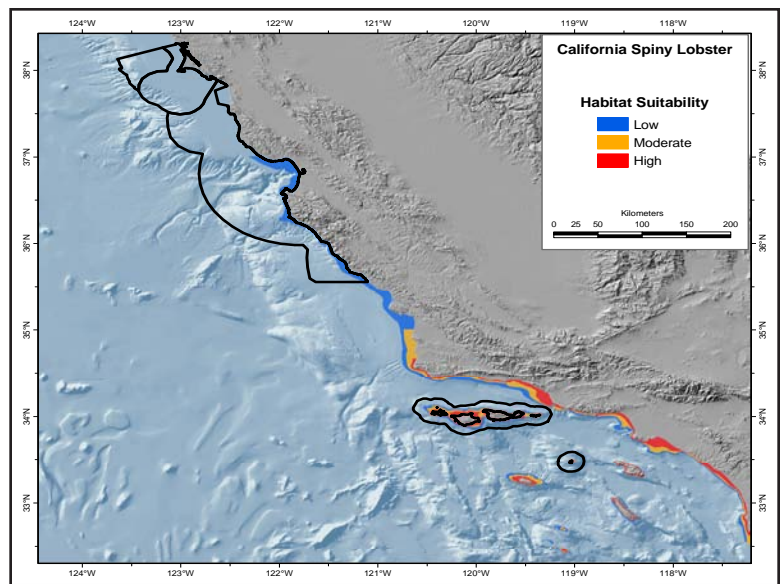 124°W 123°W 122°W 121°W 120°W 119°W 118°W
California Spiny Lobster
Habitat Suitability
Low
Moderate
High
Kilometers
0 25 50 100 150 200
38°N 38°N
37°N 37°N
36°N 36°N
35°N 35°N
34°N 34°N
33°N 33°N
124°W 123°W 122°W 121°W 120°W 119°W 118°W